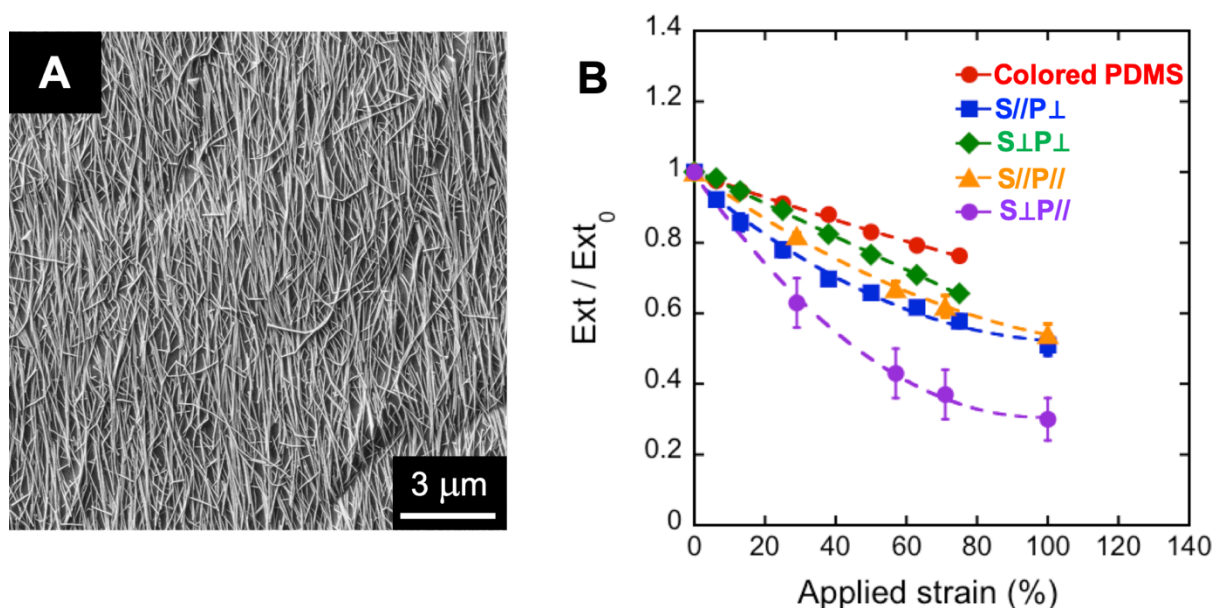 A
3 μm
B
Ext / Ext₀
1.4
1.2
1
0.8
0.6
0.4
0.2
0
0 20 40 60 80 100 120 140
Applied strain (%)
Colored PDMS
S//P⊥
S⊥P⊥
S//P//
S⊥P//